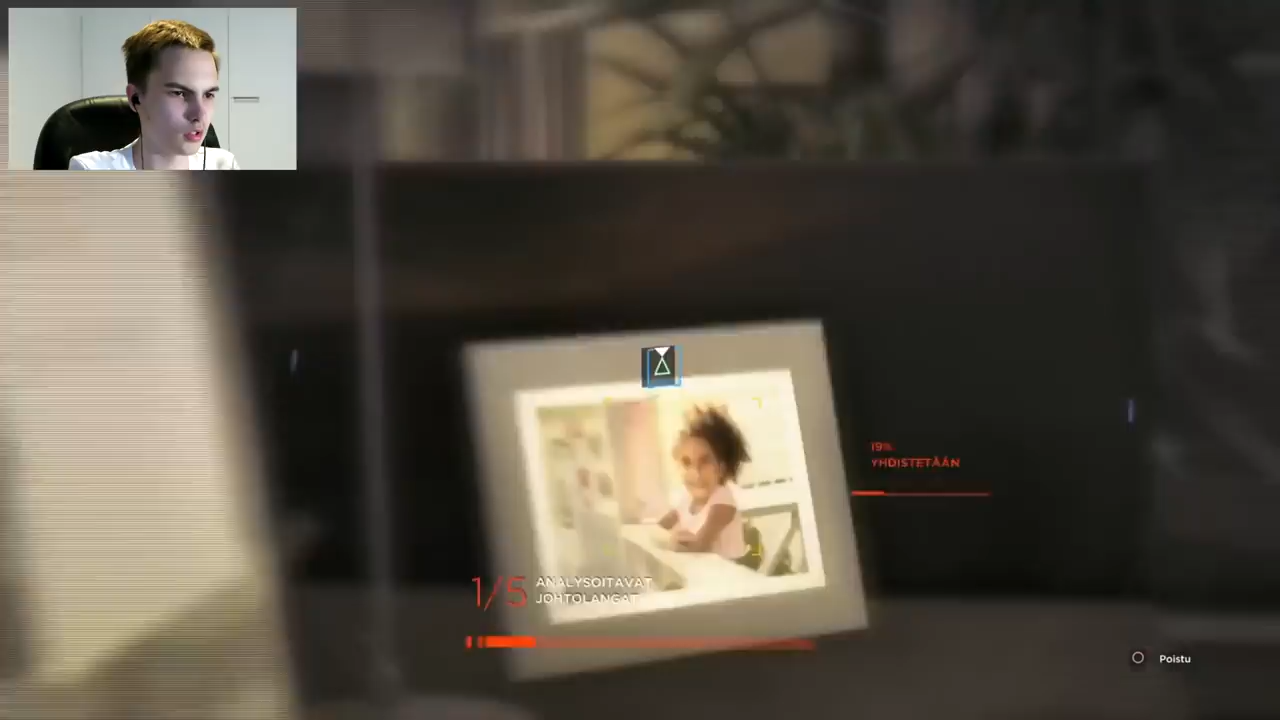 19%
YHDISTETÄÄN
1/5 ANALYSOITAVAT
JOHTOLANGAT
Poistu